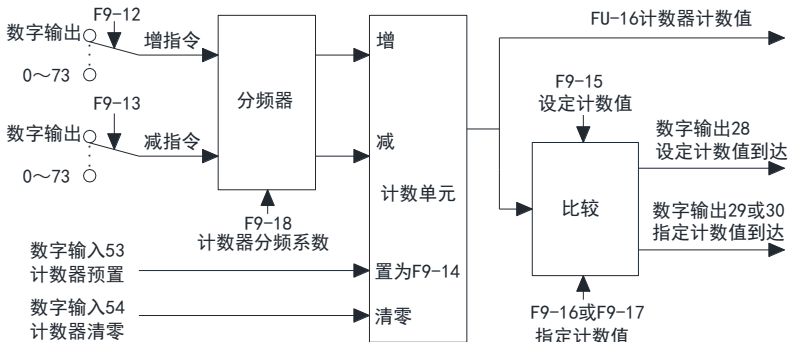 F9-12
数字输出
增指令
0～73
F9-13
数字输出
减指令
0～73
分频器
F9-18
计数器分频系数
数字输入53
计数器预置
数字输入54
计数器清零
增
减
计数单元
置为F9-14
清零
FU-16计数器计数值
F9-15
设定计数值
比较
数字输出28
设定计数值到达
数字输出29或30
指定计数值到达
F9-16或F9-17
指定计数值